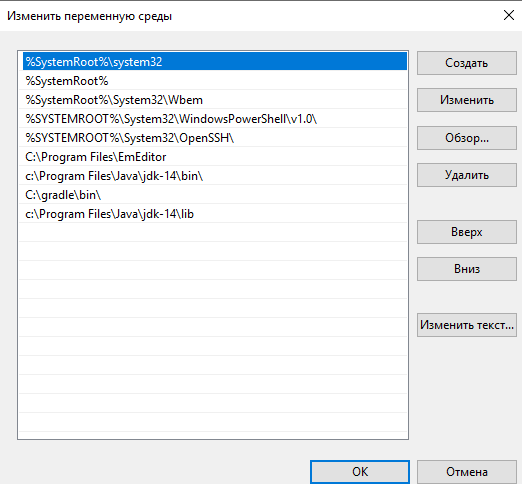 Изменить переменную среды
%SystemRoot%\system32
%SystemRoot%
%SystemRoot%\System32\Wbem
%SYSTEMROOT%\System32\WindowsPowerShell\v1.0\
%SYSTEMROOT%\System32\OpenSSH\
C:\Program Files\EmEditor
c:\Program Files\Java\jdk-14\bin\
C:\gradle\bin\
c:\Program Files\Java\jdk-14\lib
Создать
Изменить
Обзор...
Удалить
Вверх
Вниз
Изменить текст...
ОК
Отмена